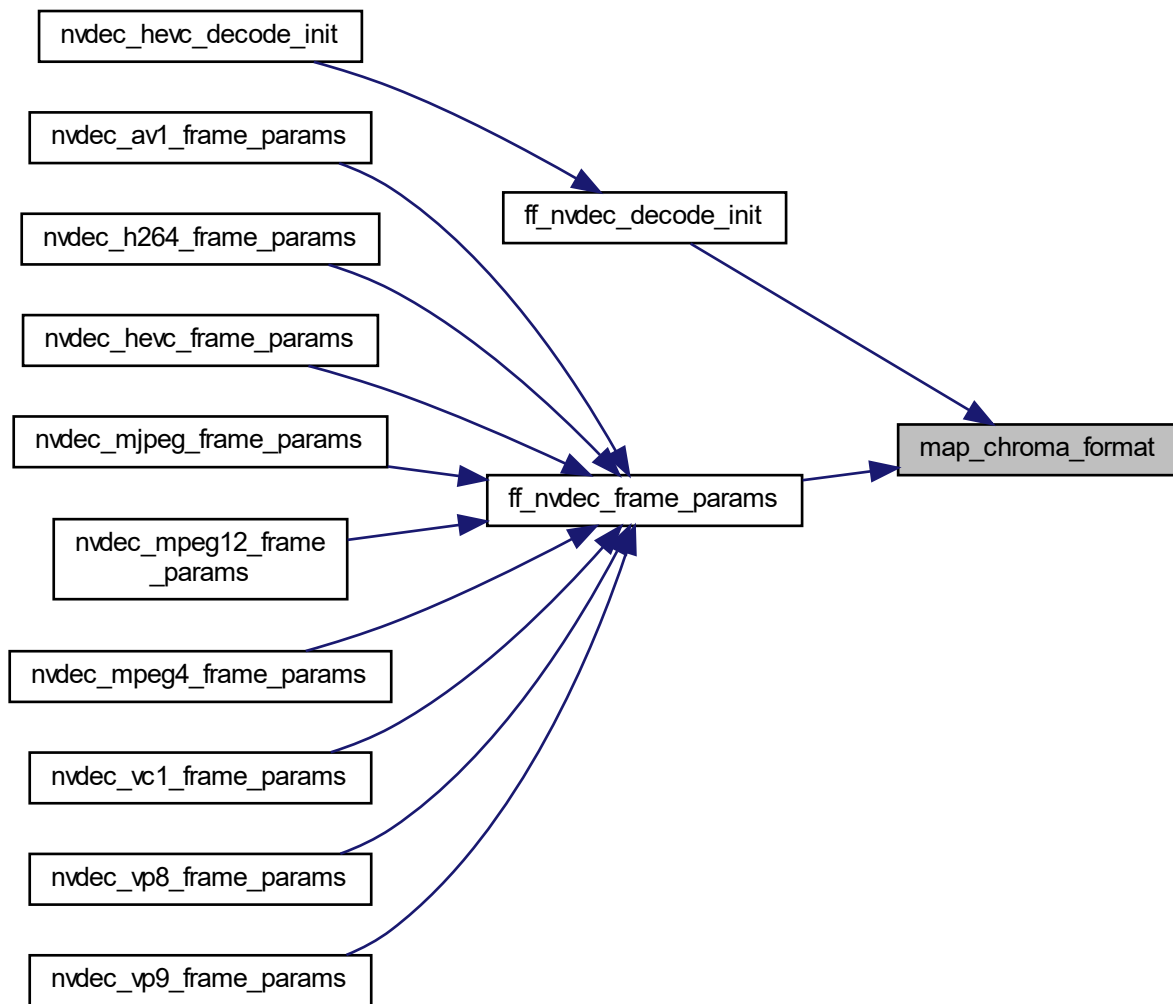 nvdec_hevc_decode_init
nvdec_av1_frame_params
ff_nvdec_decode_init
nvdec_h264_frame_params
nvdec_hevc_frame_params
nvdec_mjpeg_frame_params
map_chroma_format
ff_nvdec_frame_params
nvdec_mpeg12_frame
_params
nvdec_mpeg4_frame_params
nvdec_vc1_frame_params
nvdec_vp8_frame_params
nvdec_vp9_frame_params